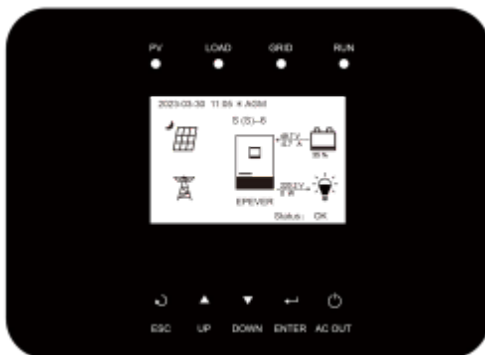 PV LOAD GRID RUN
2023-03-30 11:05 AGM
S (S)--S
EPEVER
Status: OK
ESC UP DOWN ENTER AC OUT